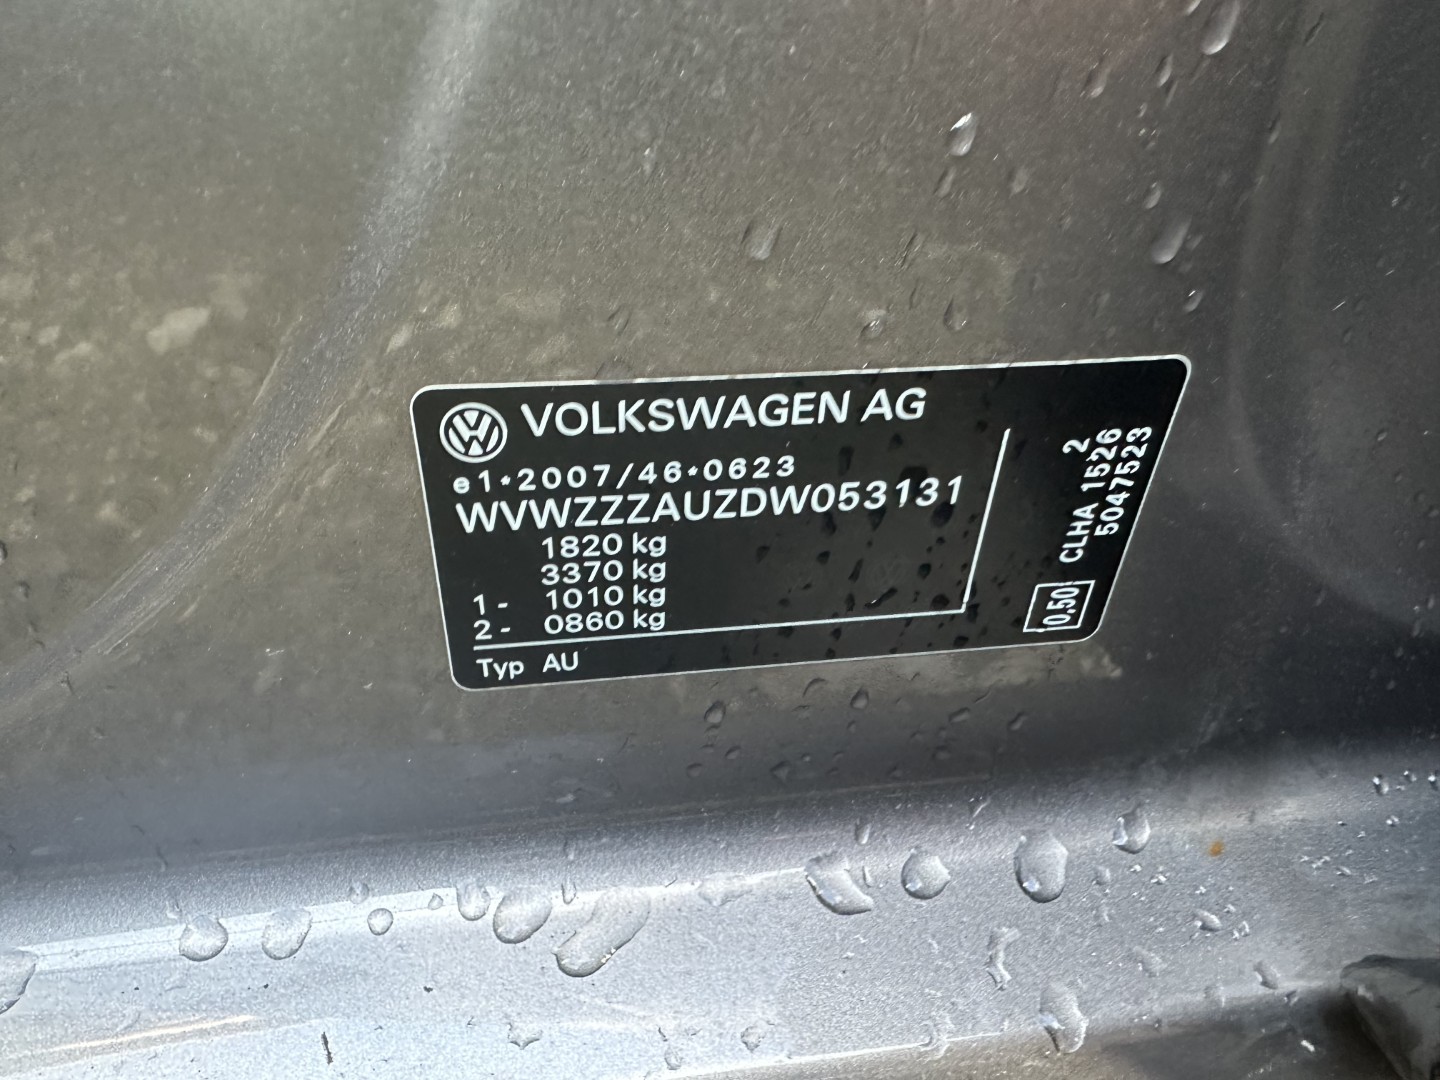 VOLKSWAGEN AG
e1*2007/46*0623
WVWZZZAUZDW053131
1820 kg
3370 kg
1 - 1010 kg
2 - 0860 kg
Typ AU
2
CLHA 1526
5047523
0.50